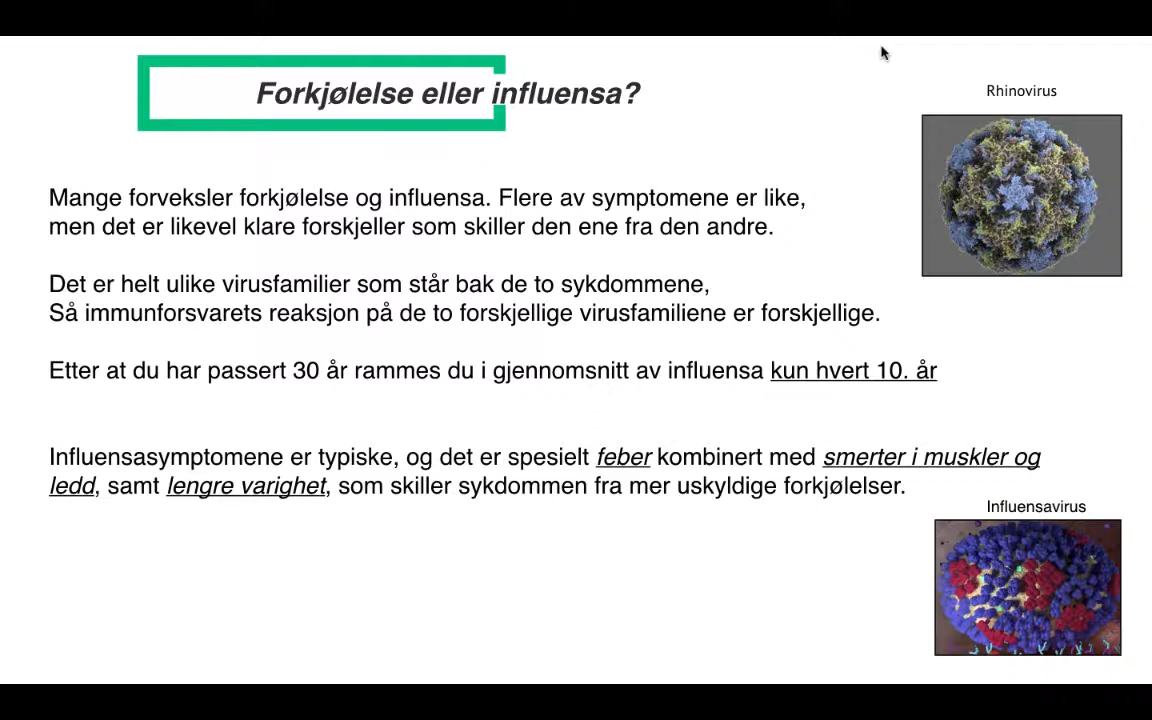 Forkjølelse eller influensa?
Rhinovirus
Mange forveksler forkjølelse og influensa. Flere av symptomene er like,
men det er likevel klare forskjeller som skiller den ene fra den andre.
Det er helt ulike virusfamilier som står bak de to sykdommene,
Så immunforsvarets reaksjon på de to forskjellige virusfamiliene er forskjellige.
Etter at du har passert 30 år rammes du i gjennomsnitt av influensa kun hvert 10. år
Influensasymptomene er typiske, og det er spesielt feber kombinert med smerter i muskler og
ledd, samt lengre varighet, som skiller sykdommen fra mer uskyldige forkjølelser.
Influensavirus